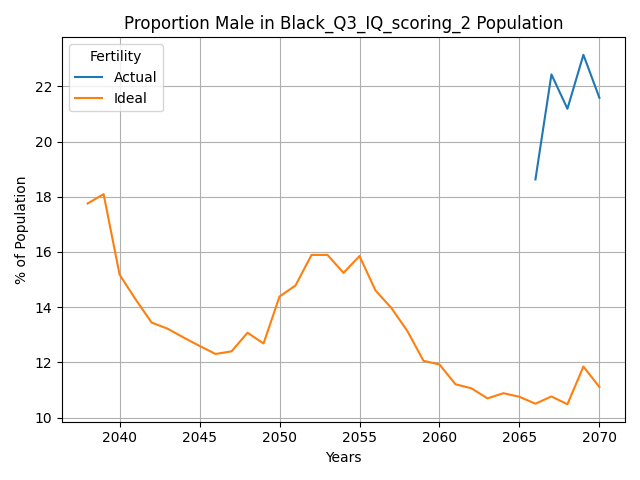 Proportion Male in Black_Q3_IQ_scoring_2 Population
Fertility
Actual
Ideal
% of Population
22
20
18
16
14
12
10
2040
2045
2050
2055
2060
2065
2070
Years